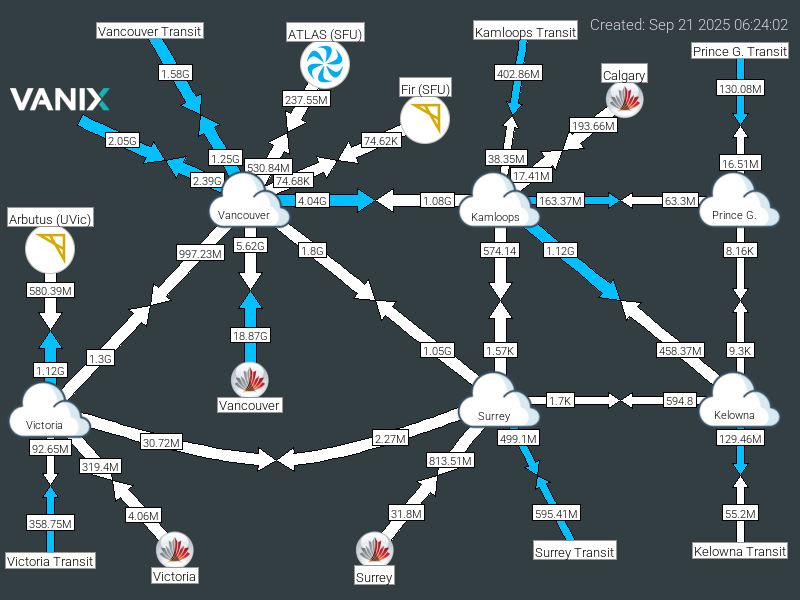 Created: Sep 21 2025 06:24:02
Vancouver Transit
ATLAS (SFU)
Kamloops Transit
Prince G. Transit
1.58G
402.86M
Calgary
130.08M
VANIX
237.55M
Fir (SFU)
193.66M
2.05G
74.62K
1.25G
38.35M
16.51M
530.84M
2.39G
74.68K
17.41M
4.04G
1.08G
163.37M
63.3M
Vancouver
Kamloops
Prince G.
Arbutus (UVic)
997.23M
5.62G
1.8G
574.14
1.12G
8.16K
580.39M
18.87G
1.3G
1.05G
1.57K
458.37M
9.3K
1.12G
Vancouver
1.7K
594.8
Victoria
Surrey
Kelowna
92.65M
30.72M
2.27M
499.1M
129.46M
319.4M
813.51M
358.75M
4.06M
31.8M
595.41M
55.2M
Victoria Transit
Victoria
Surrey
Surrey Transit
Kelowna Transit